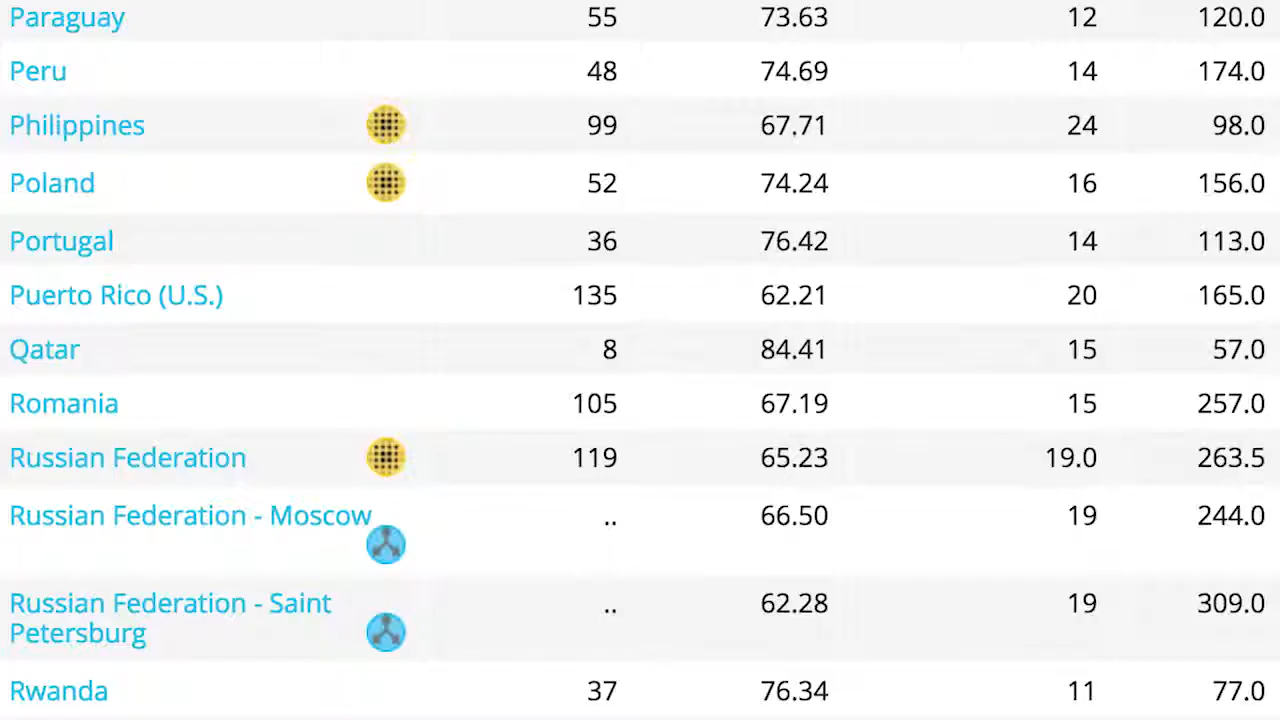 Paraguay 55 73.63 12 120.0
Peru 48 74.69 14 174.0
Philippines 99 67.71 24 98.0
Poland 52 74.24 16 156.0
Portugal 36 76.42 14 113.0
Puerto Rico (U.S.) 135 62.21 20 165.0
Qatar 8 84.41 15 57.0
Romania 105 67.19 15 257.0
Russian Federation 119 65.23 19.0 263.5
Russian Federation - Moscow .. 66.50 19 244.0
Russian Federation - Saint .. 62.28 19 309.0
Petersburg
Rwanda 37 76.34 11 77.0